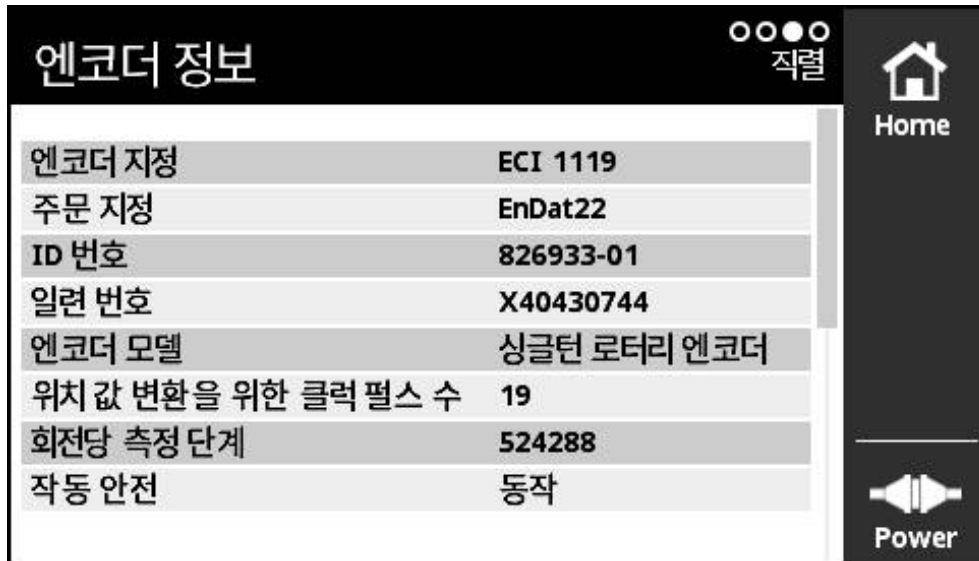 엔코더 정보
직렬
Home
엔코더 지정 ECI 1119
주문 지정 EnDat22
ID 번호 826933-01
일련 번호 X40430744
엔코더 모델 싱글턴 로터리 엔코더
위치 값 변환을 위한 클럭 펄스 수 19
회전당 측정 단계 524288
작동 안전 동작
Power